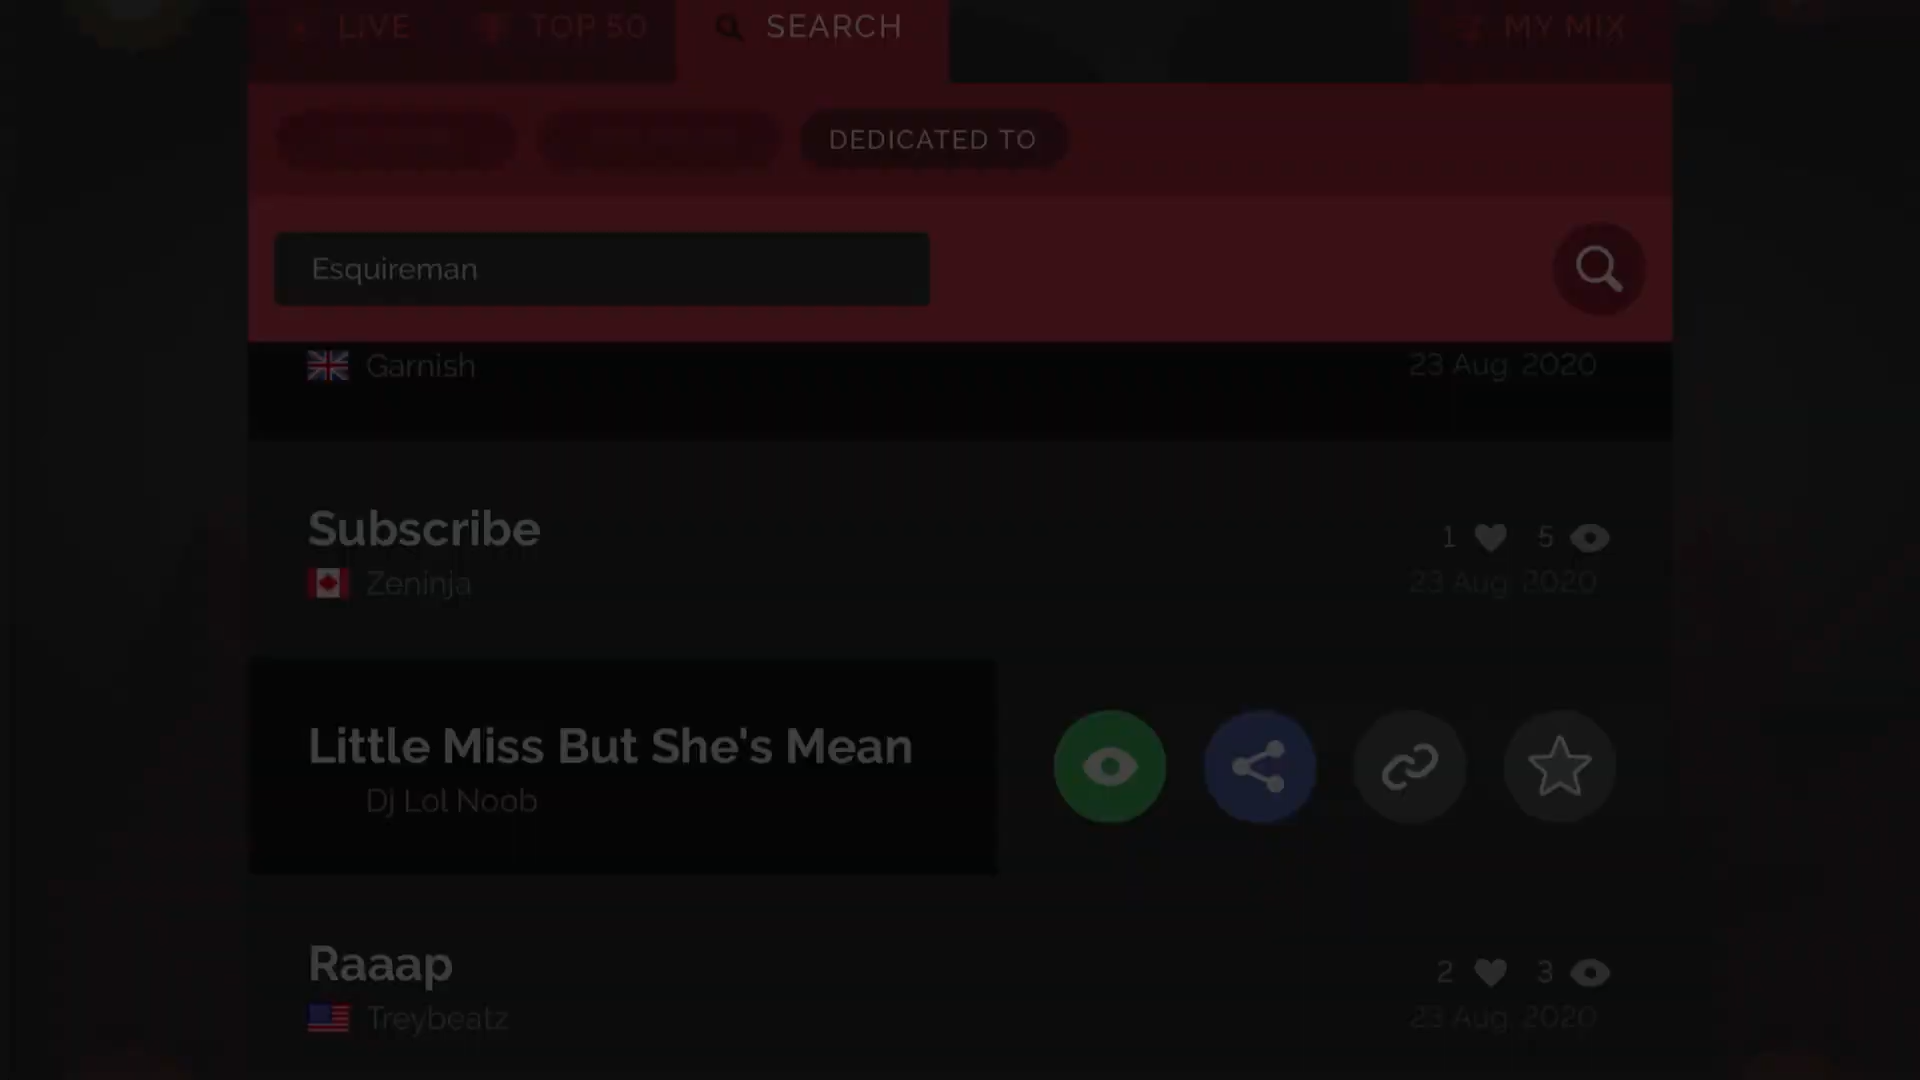 LIVE
TOP 50
SEARCH
MY MIX
DEDICATED TO
Esquireman
Garnish
23 Aug. 2020
Subscribe
1
5
Zeninja
23 Aug. 2020
Little Miss But She's Mean
Dj Lol Noob
Raaap
2
3
Treybeatz
23 Aug. 2020